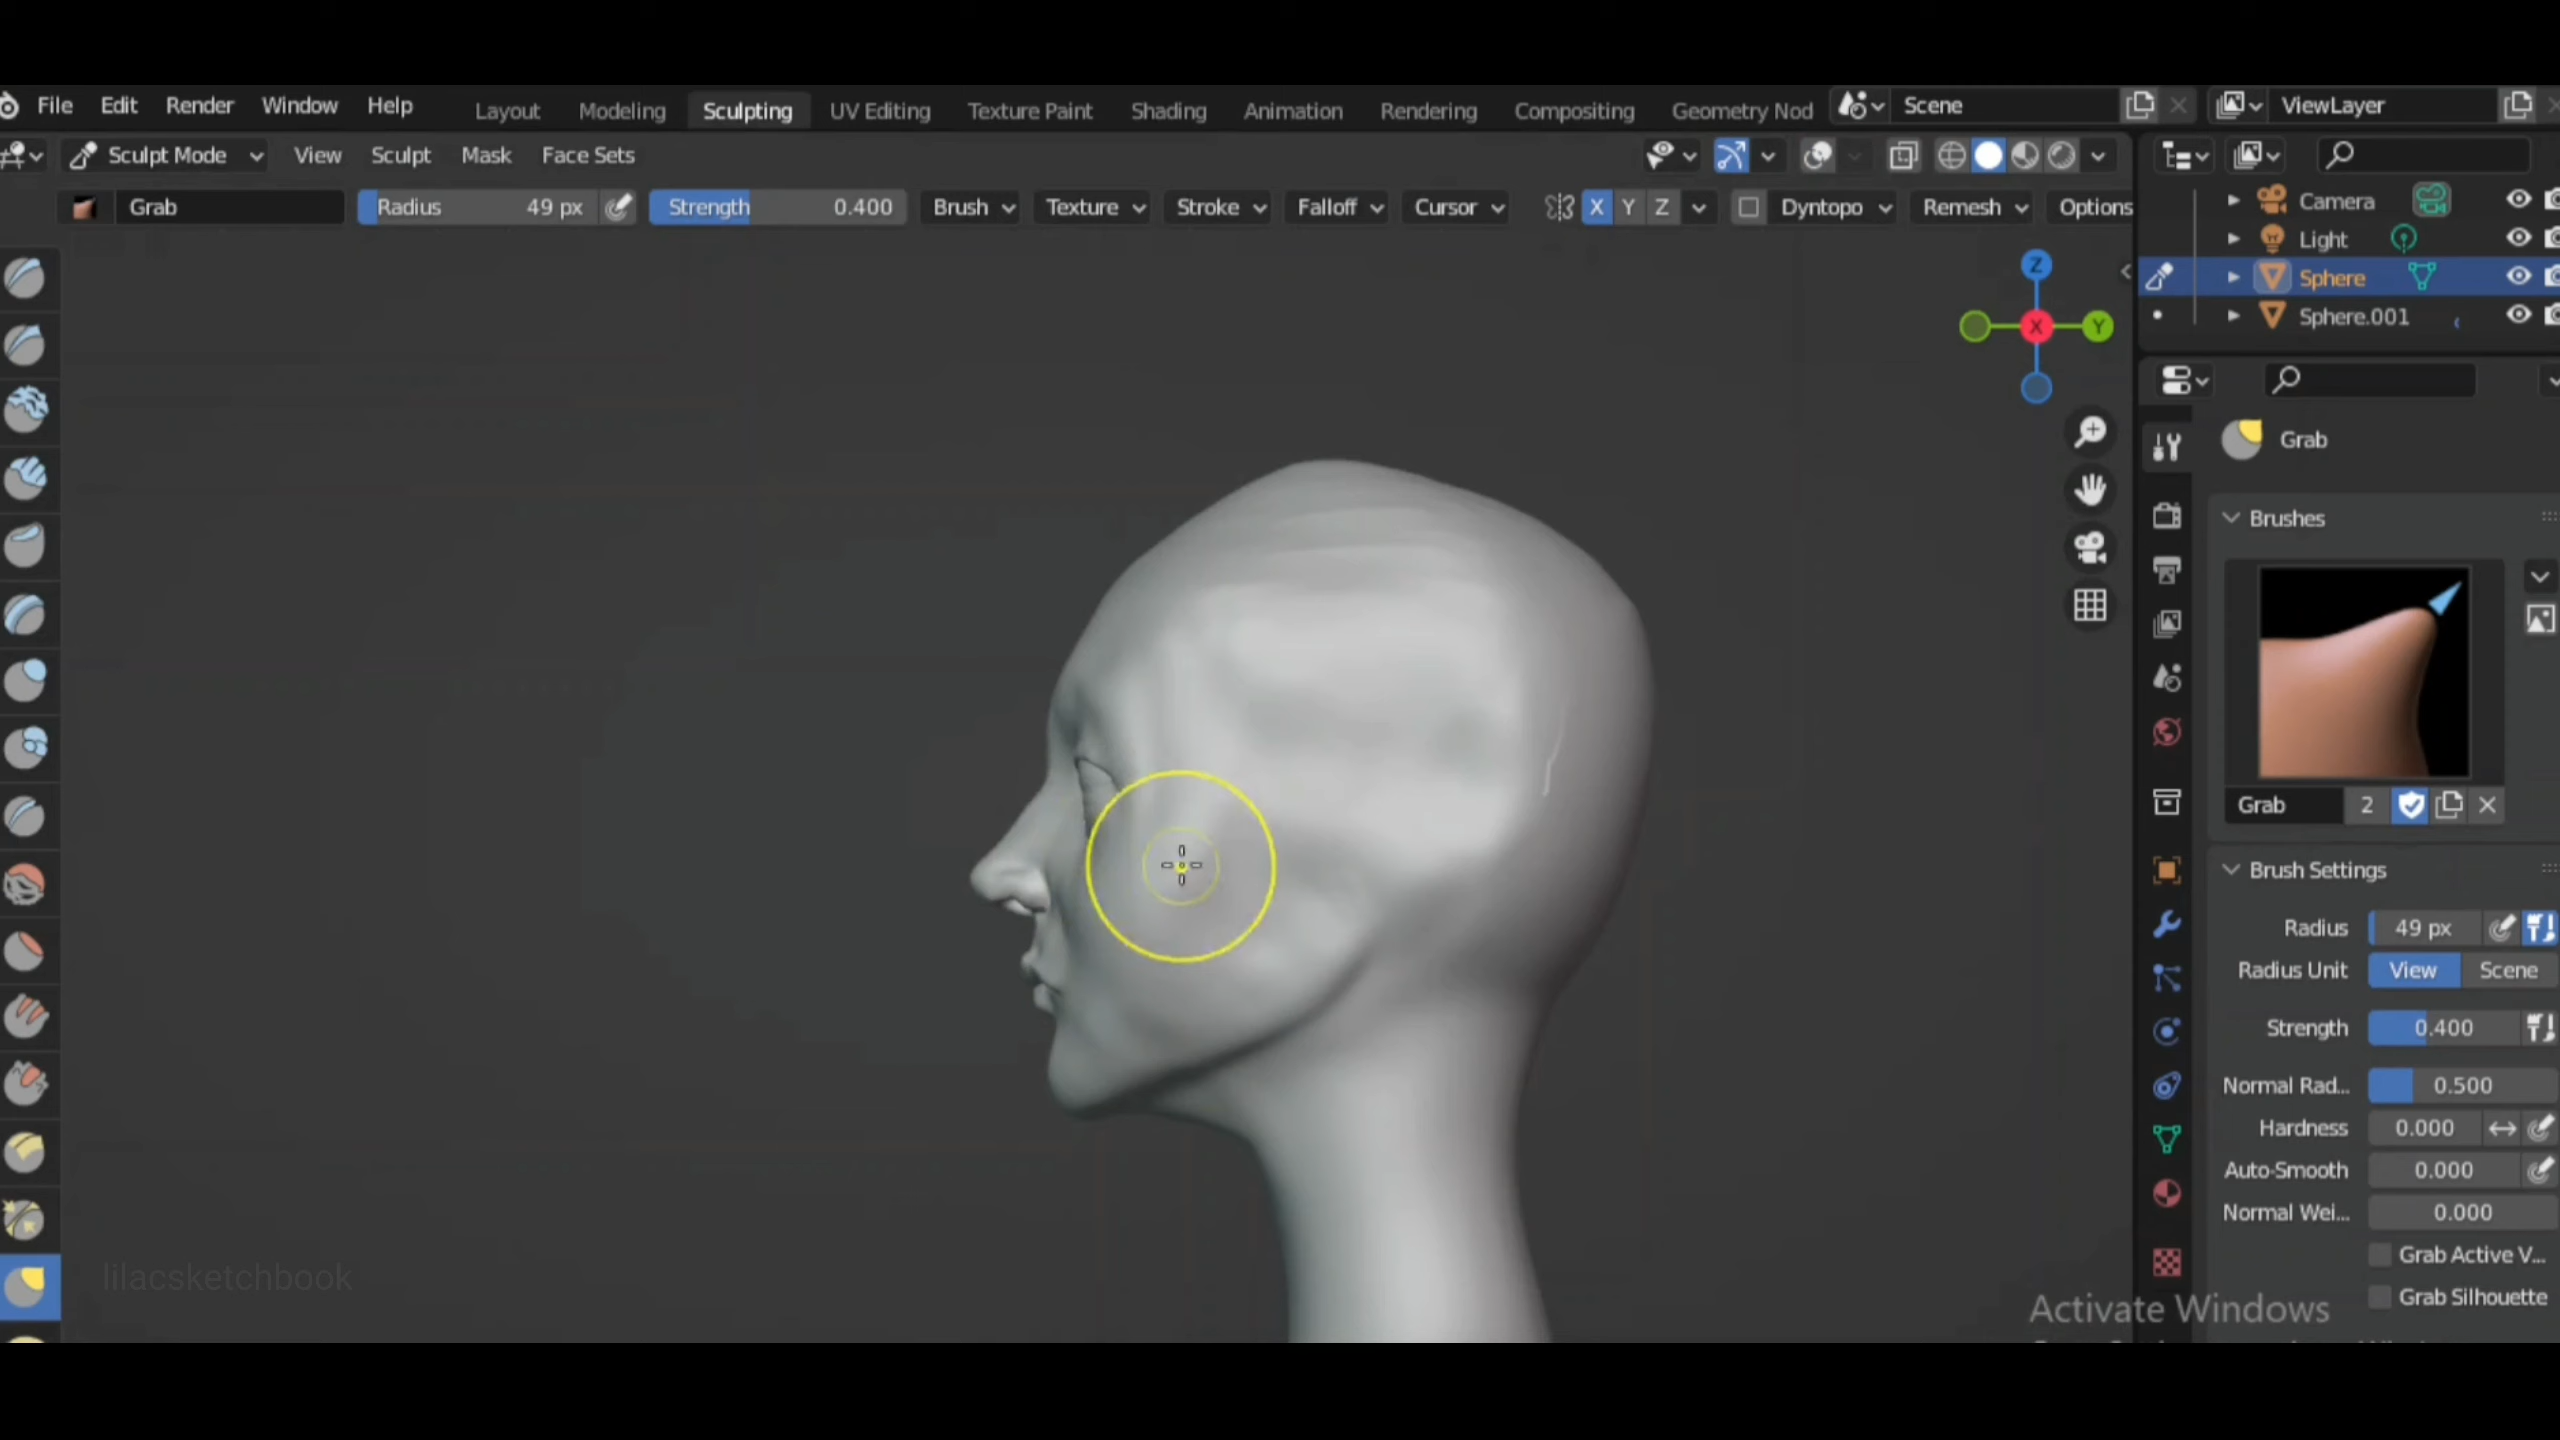 File Edit Render Window Help Layout Modeling Sculpting UV Editing Texture Paint Shading Animation Rendering Compositing Geometry Nod Scene ViewLayer
Sculpt Mode View Sculpt Mask Face Sets
Grab Radius 49 px Strength 0.400 Brush Texture Stroke Falloff Cursor X Y Z Dyntopo Remesh Options
Camera
Light
Sphere
Sphere.001
Z
X Y
Grab
Brushes
Grab 2
Brush Settings
Radius 49 px
Radius Unit View Scene
Strength 0.400
Normal Rad... 0.500
Hardness 0.000
Auto-Smooth 0.000
Normal Wei... 0.000
Grab Active V...
Grab Silhouette
lilacsketchbook
Activate Windows